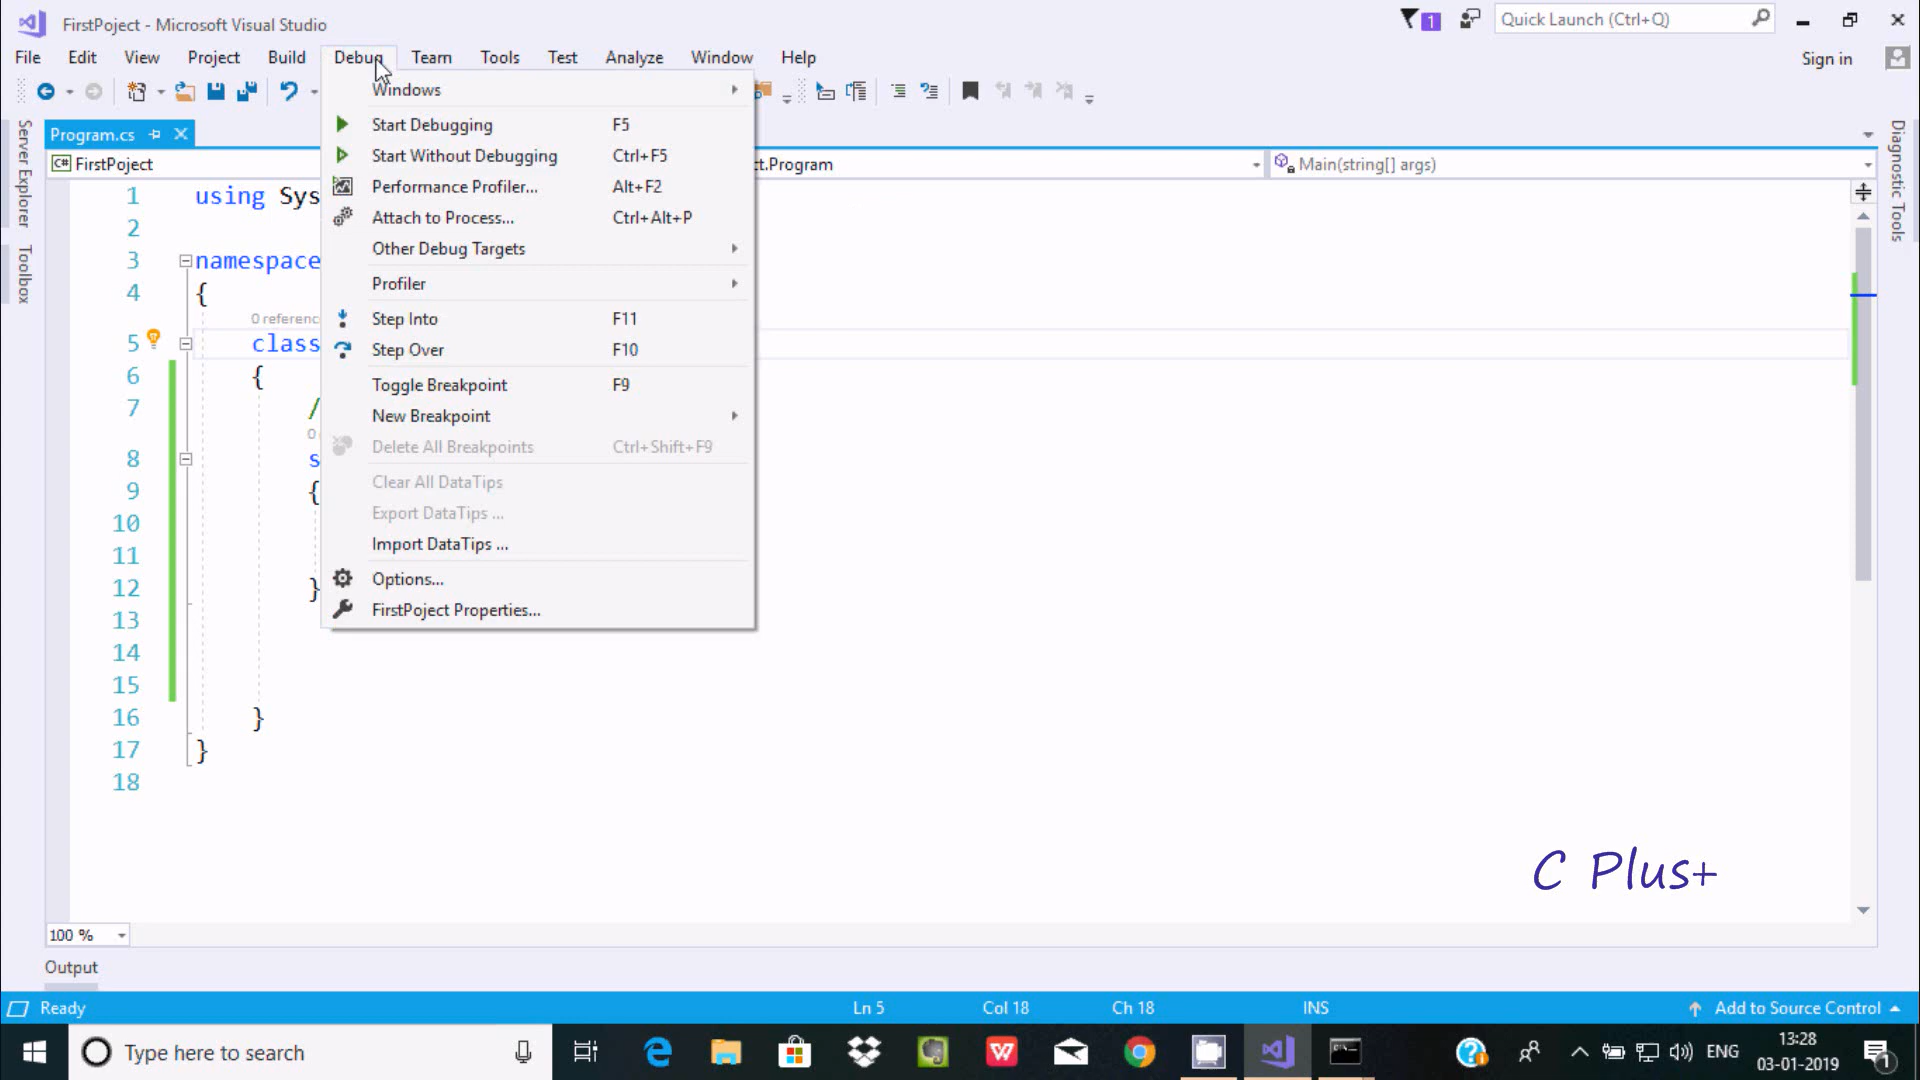 FirstPoject - Microsoft Visual Studio
1
Quick Launch (Ctrl+Q)
File Edit View Project Build Debug Team Tools Test Analyze Window Help
Sign in
Windows
Start Debugging F5
Start Without Debugging Ctrl+F5
Performance Profiler... Alt+F2
Attach to Process... Ctrl+Alt+P
Other Debug Targets
Profiler
Step Into F11
Step Over F10
Toggle Breakpoint F9
New Breakpoint
Delete All Breakpoints Ctrl+Shift+F9
Clear All DataTips
Export DataTips ...
Import DataTips ...
Options...
FirstPoject Properties...
Server Explorer
Toolbox
Diagnostic Tools
Program.cs
C# FirstPoject
ct.Program
Main(string[] args)
1 using Sys
2
3 namespace
4 {
0 referenc
5 class
6 {
7 /
0
8 s
9 {
10
11
12 }
13
14
15
16 }
17 }
18
C Plus+
100 %
Output
Ready
Ln 5
Col 18
Ch 18
INS
Add to Source Control
Type here to search
ENG
13:28
03-01-2019
1